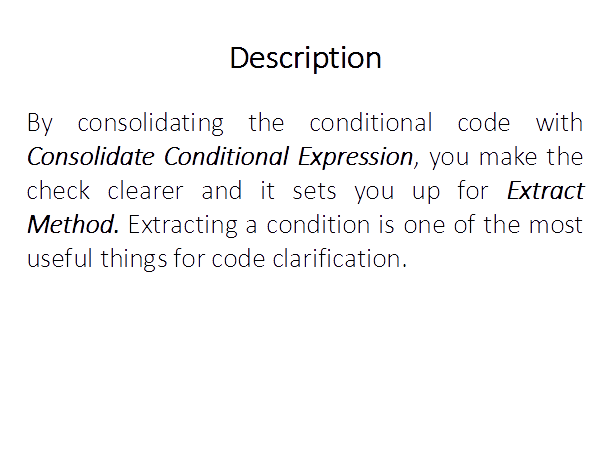 Description
By consolidating the conditional code with
Consolidate Conditional Expression, you make the
check clearer and it sets you up for Extract
Method. Extracting a condition is one of the most
useful things for code clarification.